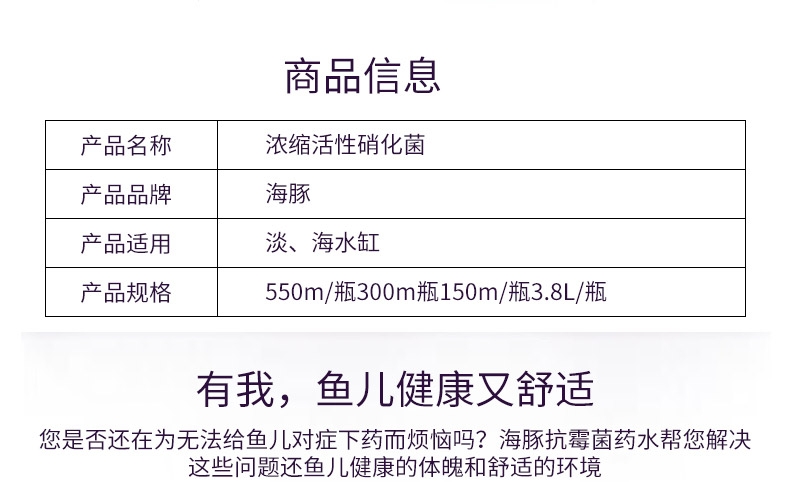 商品信息
产品名称 浓缩活性硝化菌
产品品牌 海豚
产品适用 淡、海水缸
产品规格 550m/瓶300m瓶150m/瓶3.8L/瓶
有我，鱼儿健康又舒适
您是否还在为无法给鱼儿对症下药而烦恼吗？海豚抗霉菌药水帮您解决
这些问题还鱼儿健康的体魄和舒适的环境